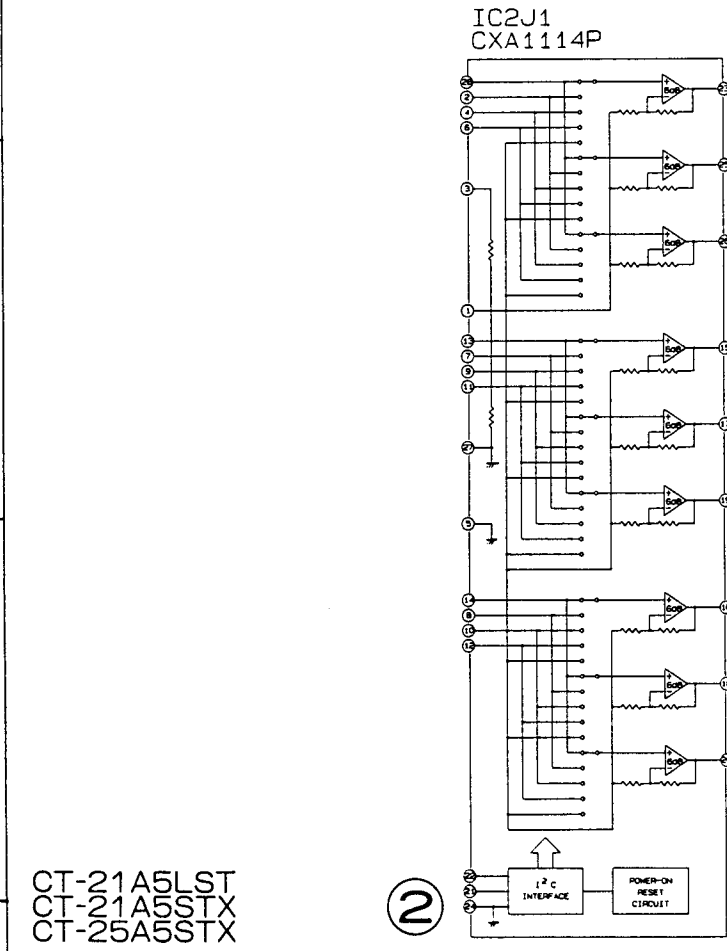 IC2J1
CXA1114P
2
4
6
3
1
13
7
9
11
27
5
14
8
10
12
6dB
6dB
6dB
6dB
6dB
6dB
6dB
6dB
6dB
I²C
INTERFACE
POWER-ON
RESET
CIRCUIT
22
21
24
CT-21A5LST
CT-21A5STX
CT-25A5STX
2